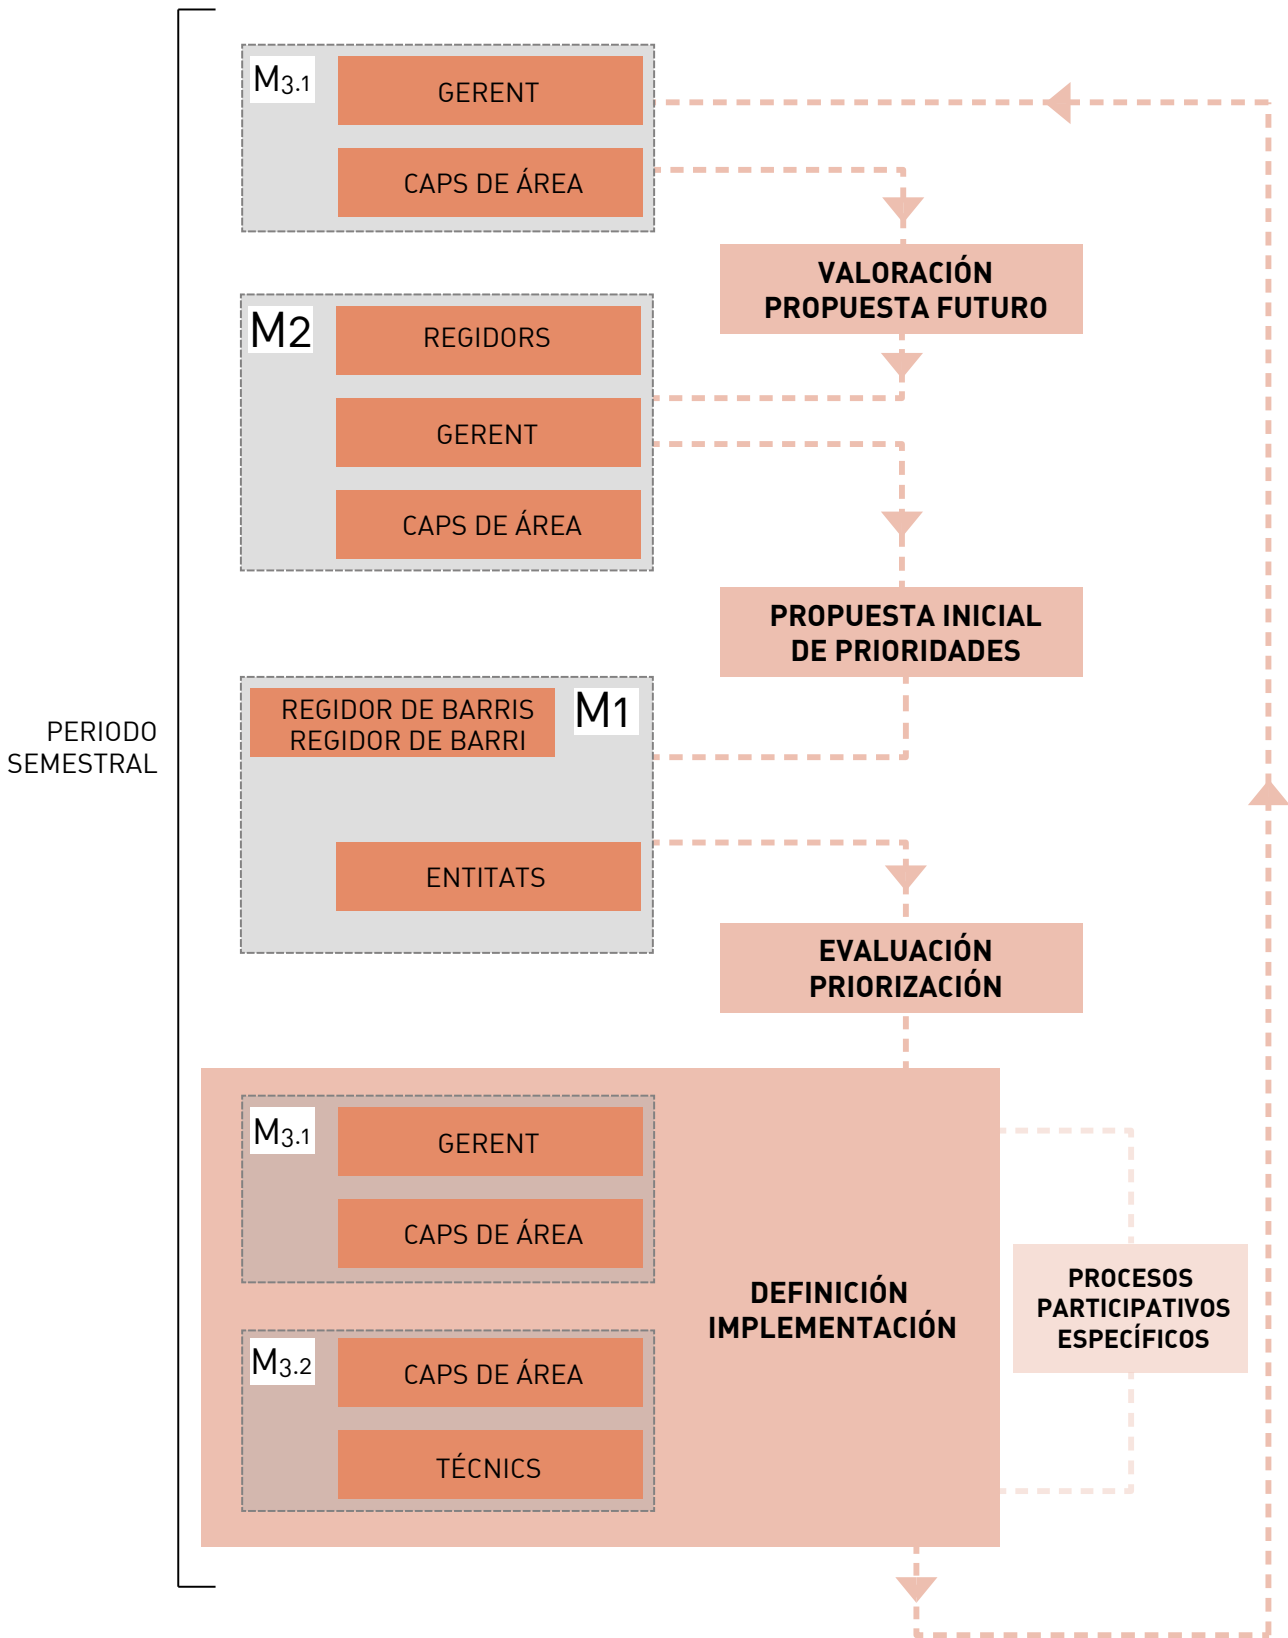 M3.1
GERENT
CAPS DE ÁREA
VALORACIÓN
PROPUESTA FUTURO
M2
REGIDORS
GERENT
CAPS DE ÁREA
PROPUESTA INICIAL
DE PRIORIDADES
REGIDOR DE BARRIS
REGIDOR DE BARRI
M1
PERIODO
SEMESTRAL
ENTITATS
EVALUACIÓN
PRIORIZACIÓN
M3.1
GERENT
CAPS DE ÁREA
DEFINICIÓN
IMPLEMENTACIÓN
PROCESOS
PARTICIPATIVOS
ESPECÍFICOS
M3.2
CAPS DE ÁREA
TÉCNICS